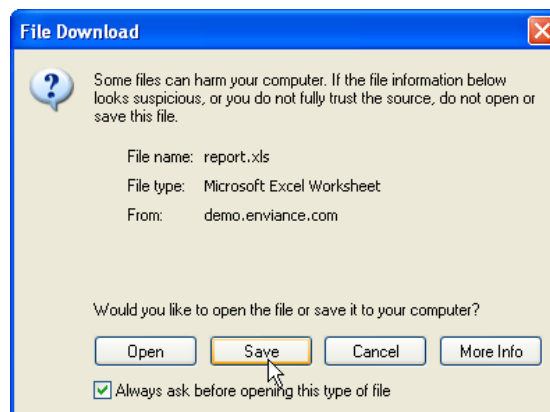 File Download
Some files can harm your computer. If the file information below
looks suspicious, or you do not fully trust the source, do not open or
save this file.
File name: report.xls
File type: Microsoft Excel Worksheet
From: demo.enviance.com
Would you like to open the file or save it to your computer?
Open Save Cancel More Info
Always ask before opening this type of file